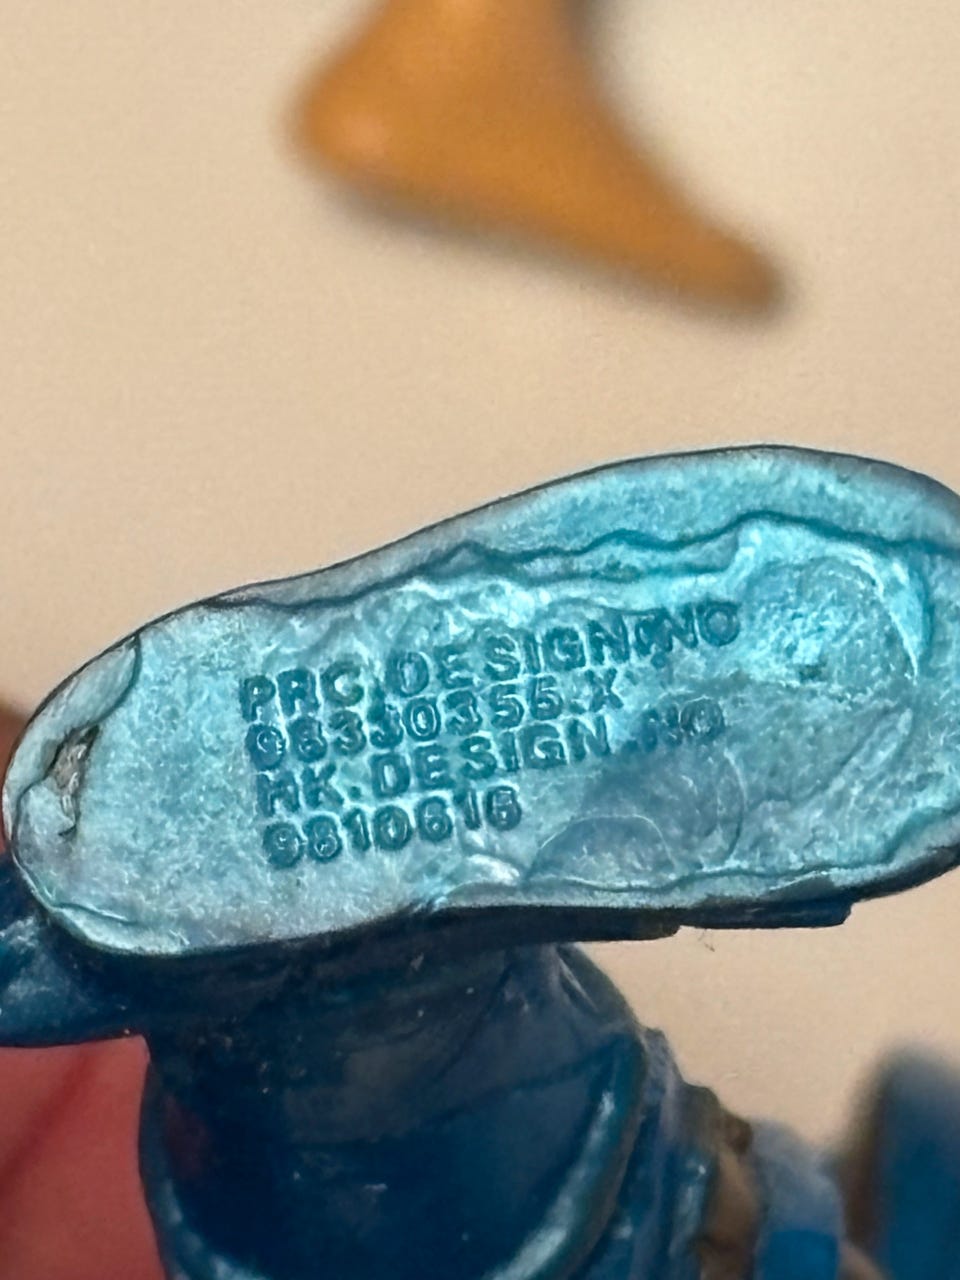 PRC. DESIGN. NO
98330355.X
HK. DESIGN. NO
9810616